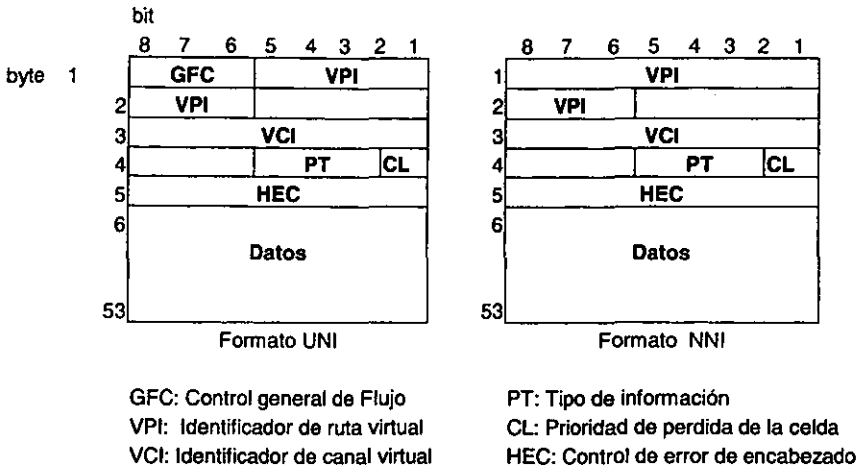 bit
8 7 6 5 4 3 2 1
8 7 6 5 4 3 2 1
byte 1 GFC VPI
1 VPI
2 VPI
2 VPI
3 VCI
3 VCI
4 PT CL
4 PT CL
5 HEC
5 HEC
6
6
Datos
Datos
53
53
Formato UNI
Formato NNI
GFC: Control general de Flujo
VPI: Identificador de ruta virtual
VCI: Identificador de canal virtual
PT: Tipo de información
CL: Prioridad de perdida de la celda
HEC: Control de error de encabezado